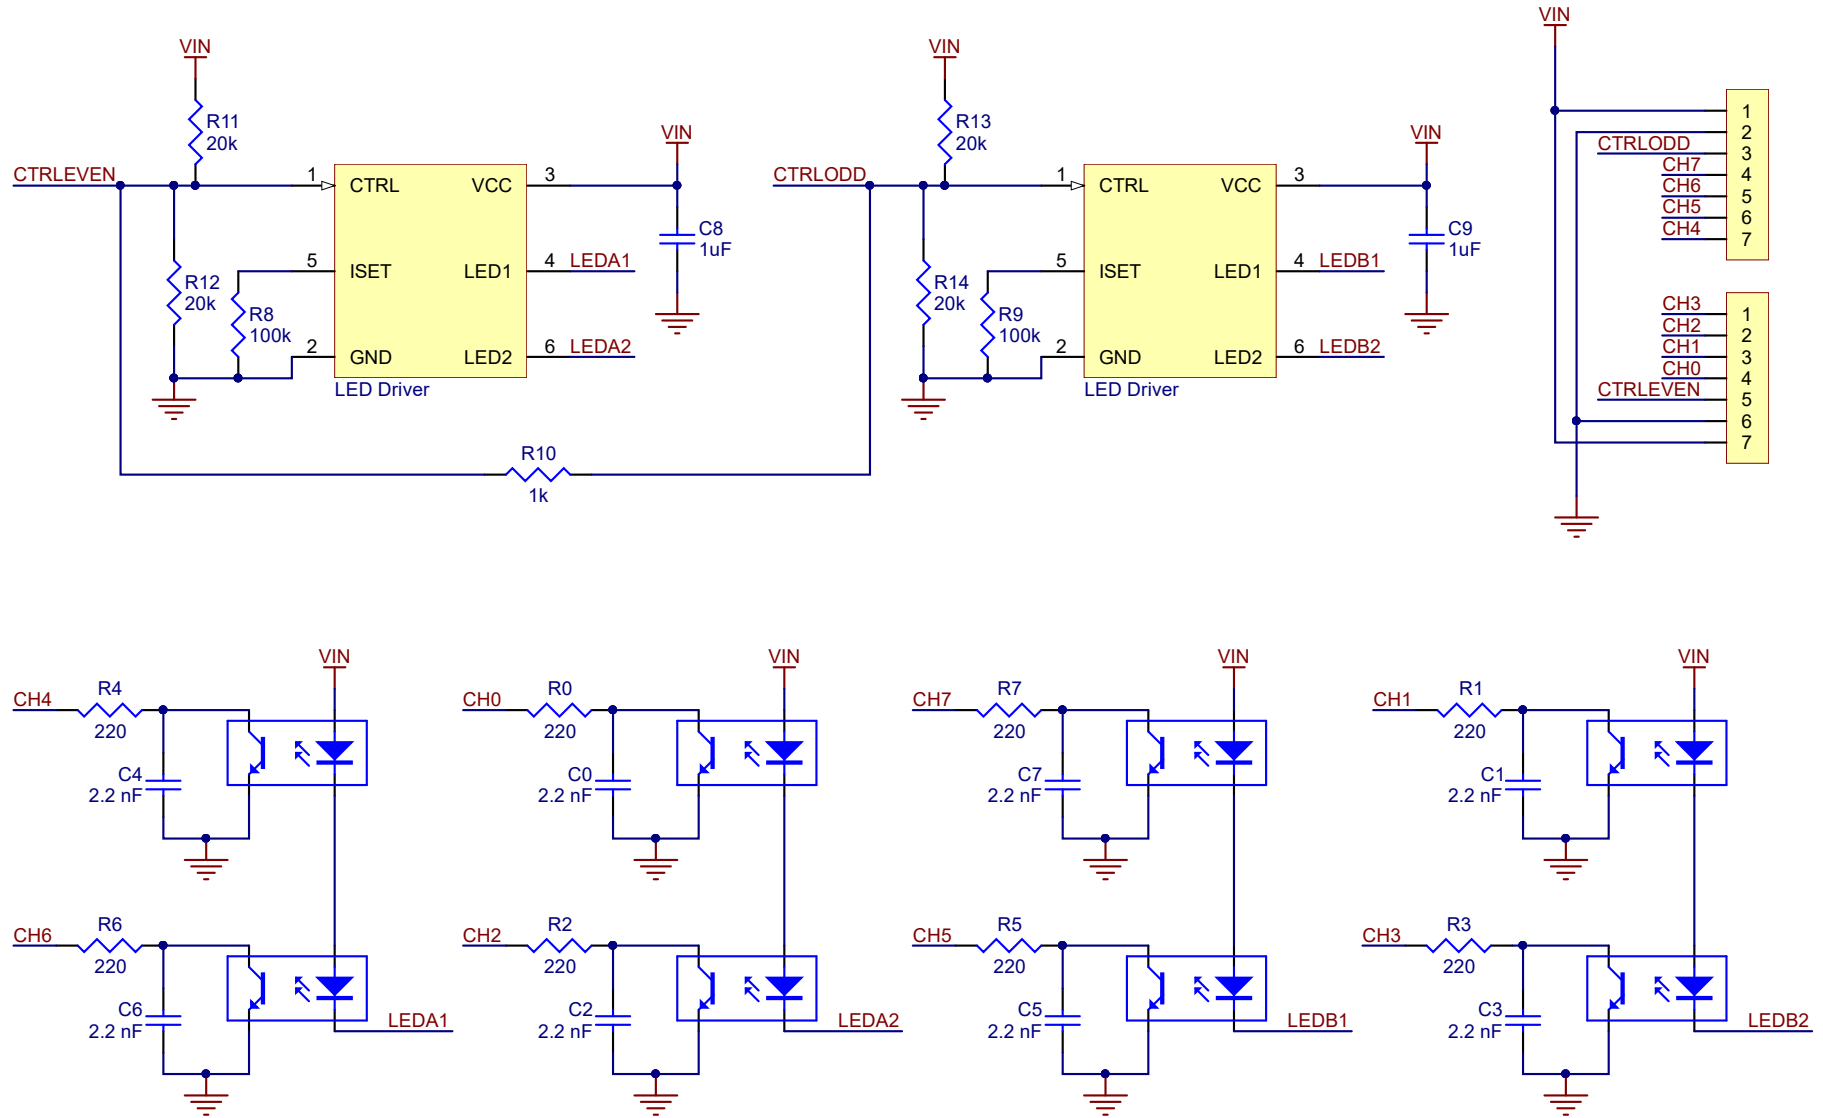 VIN
R11
20k
CTRLEVEN
1
CTRL
VCC
3
VIN
C8
1uF
5
ISET
LED1
4
LEDA1
R12
20k
R8
100k
2
GND
LED2
6
LEDA2
LED Driver
VIN
R13
20k
CTRLODD
1
CTRL
VCC
3
VIN
C9
1uF
5
ISET
LED1
4
LEDB1
R14
20k
R9
100k
2
GND
LED2
6
LEDB2
LED Driver
R10
1k
VIN
1
2
CTRLODD
3
CH7
4
CH6
5
CH5
6
CH4
7
CH3
1
CH2
2
CH1
3
CH0
4
CTRLEVEN
5
6
7
VIN
CH4
R4
220
C4
2.2 nF
VIN
CH0
R0
220
C0
2.2 nF
VIN
CH7
R7
220
C7
2.2 nF
VIN
CH1
R1
220
C1
2.2 nF
CH6
R6
220
C6
2.2 nF
LEDA1
CH2
R2
220
C2
2.2 nF
LEDA2
CH5
R5
220
C5
2.2 nF
LEDB1
CH3
R3
220
C3
2.2 nF
LEDB2